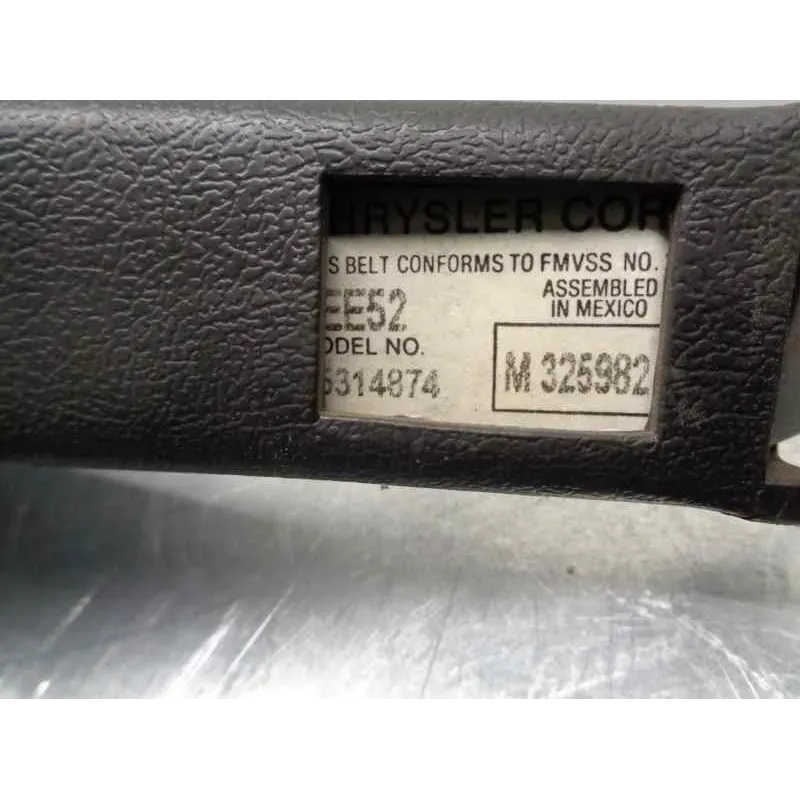 HRYSLER COR
S BELT CONFORMS TO FMVSS NO.
ASSEMBLED
IN MEXICO
EE52
ODEL NO.
5314874
M 325982